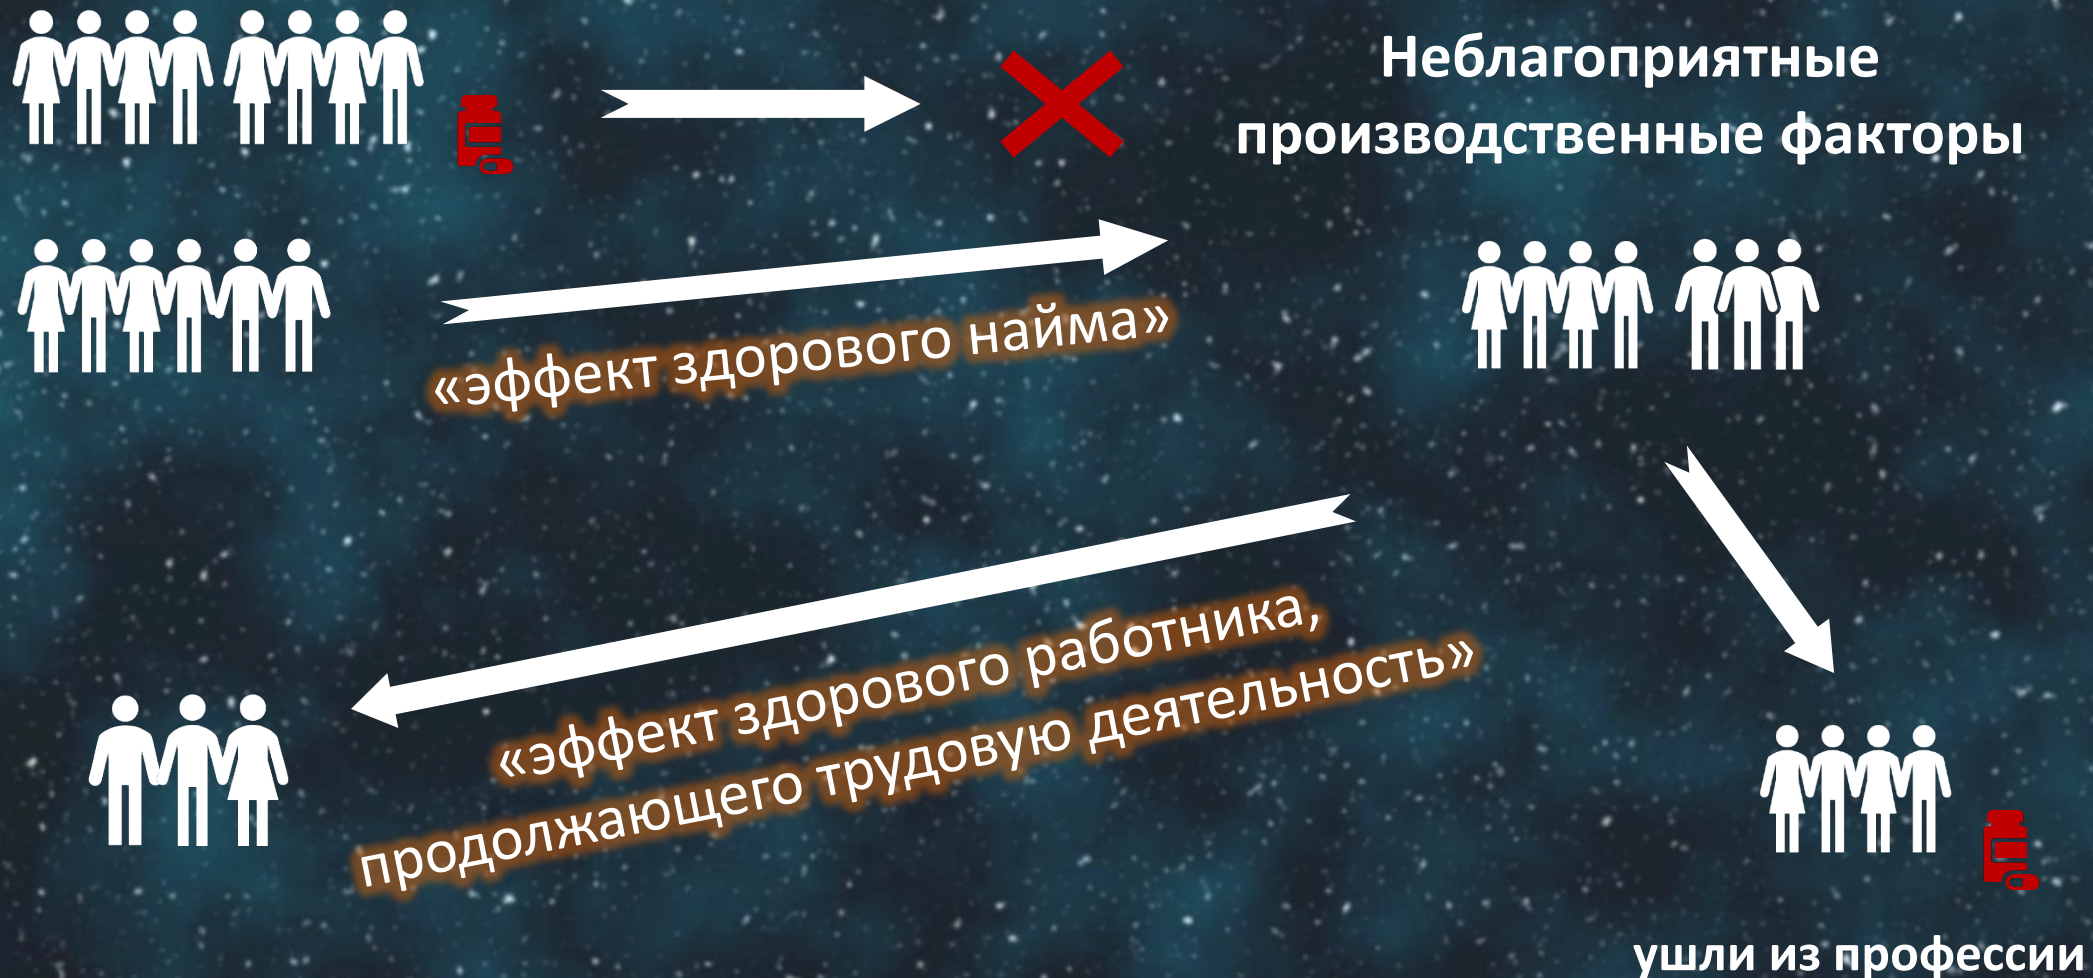 Неблагоприятные
производственные факторы
«эффект здорового найма»
«эффект здорового работника,
продолжающего трудовую деятельность»
ушли из профессии